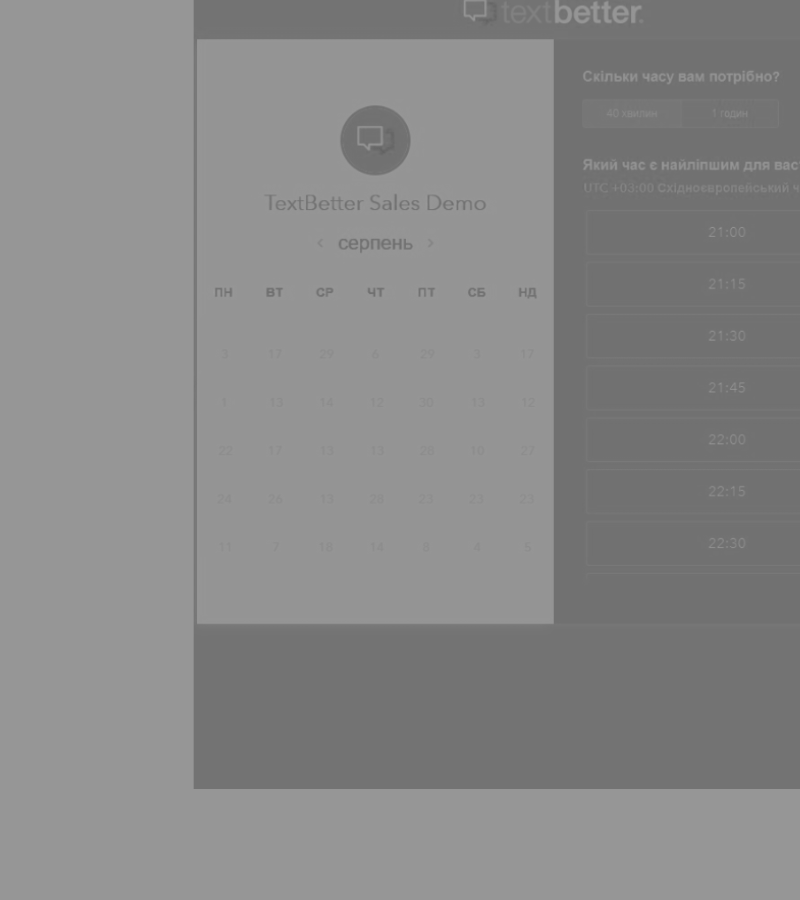 textbetter.
TextBetter Sales Demo
< серпень >
ПН ВТ СР ЧТ ПТ СБ НД
17 29 6 29 3 17
1 13 14 12 30 13 12
22 17 13 13 28 10 27
24 26 13 28 23 23 23
11 7 18 14 8 4 5
Скільки часу вам потрібно?
40 хвилин 1 годин
Який час є найліпшим для вас
UTC +03:00 Східноєвропейський ч
21:00
21:15
21:30
21:45
22:00
22:15
22:30